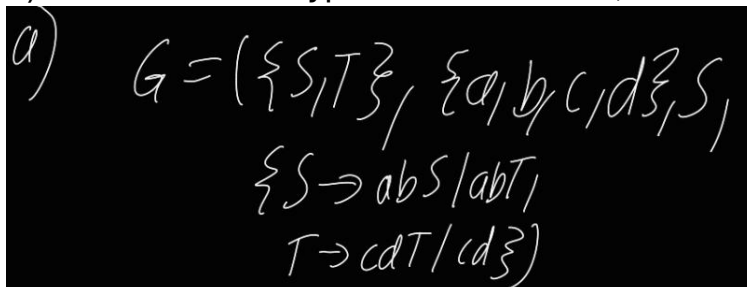 a) G=({S,T}, {a,b,c,d},S,
{S→abS/abT,
T→cdT/cd})